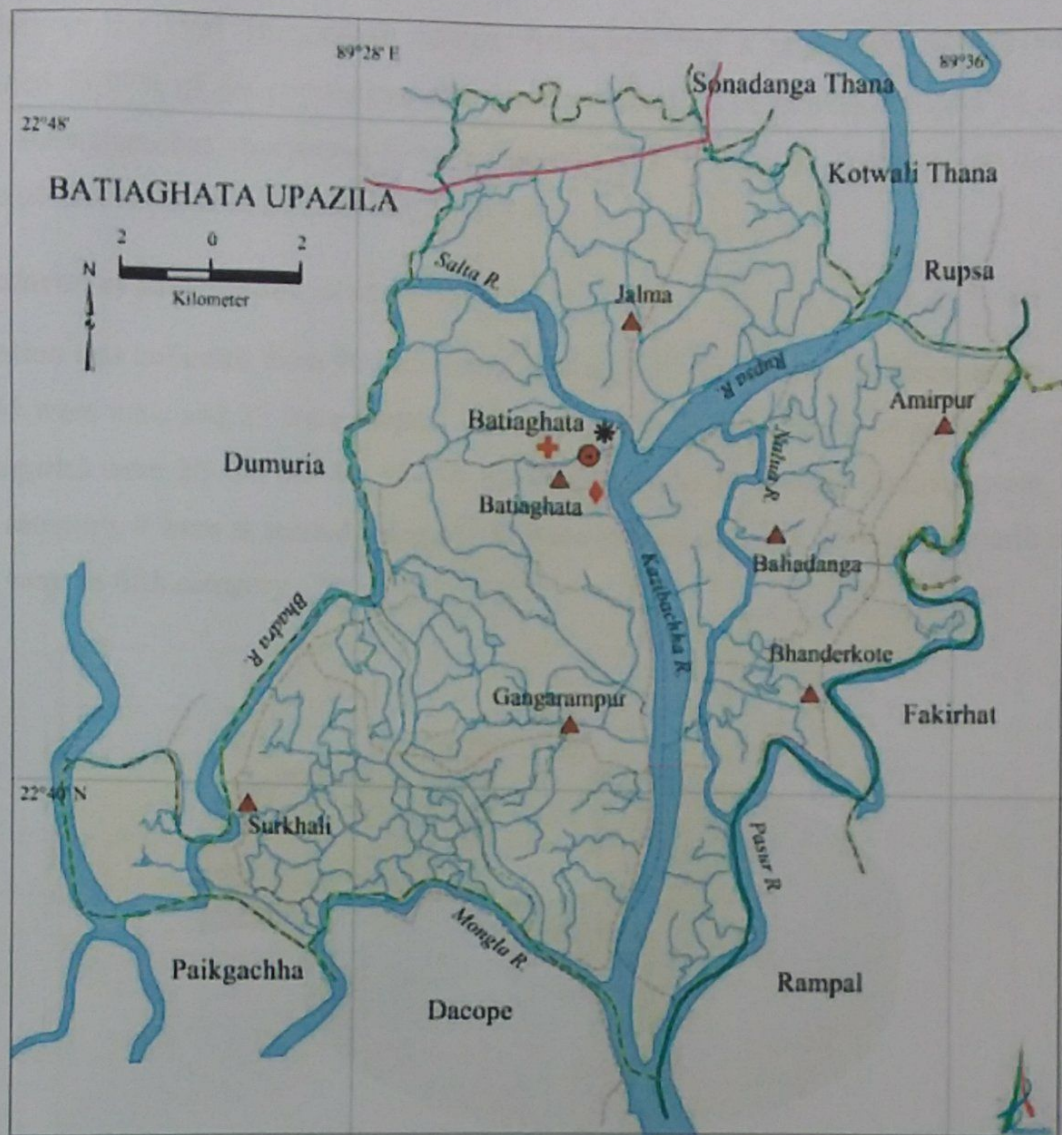 89°28' E
89°36'
Sonadanga Thana
22°48'
Kotwali Thana
BATIAGHATA UPAZILA
2 0 2
N
Kilometer
Salta R.
Rupsa
Jalma
Rupsa R.
Amirpur
Batiaghata
Nalua R.
Dumuria
Batiaghata
Bahadanga
Kazibachha R.
Bhadra R.
Bhanderkote
Gangarampur
Fakirhat
22°40' N
Surkhali
Pasur R
Mongla R.
Paikgachha
Rampal
Dacope